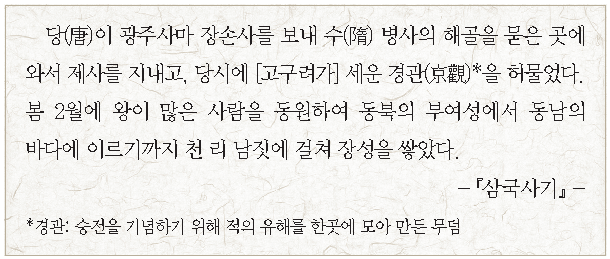 당(唐)이 광주사마 장손사를 보내 수(隋) 병사의 해골을 묻은 곳에
와서 제사를 지내고, 당시에 [고구려가] 세운 경관(京觀)*을 허물었다.
봄 2월에 왕이 많은 사람을 동원하여 동북의 부여성에서 동남의
바다에 이르기까지 천 리 남짓에 걸쳐 장성을 쌓았다.
-『삼국사기』-
*경관: 승전을 기념하기 위해 적의 유해를 한곳에 모아 만든 무덤